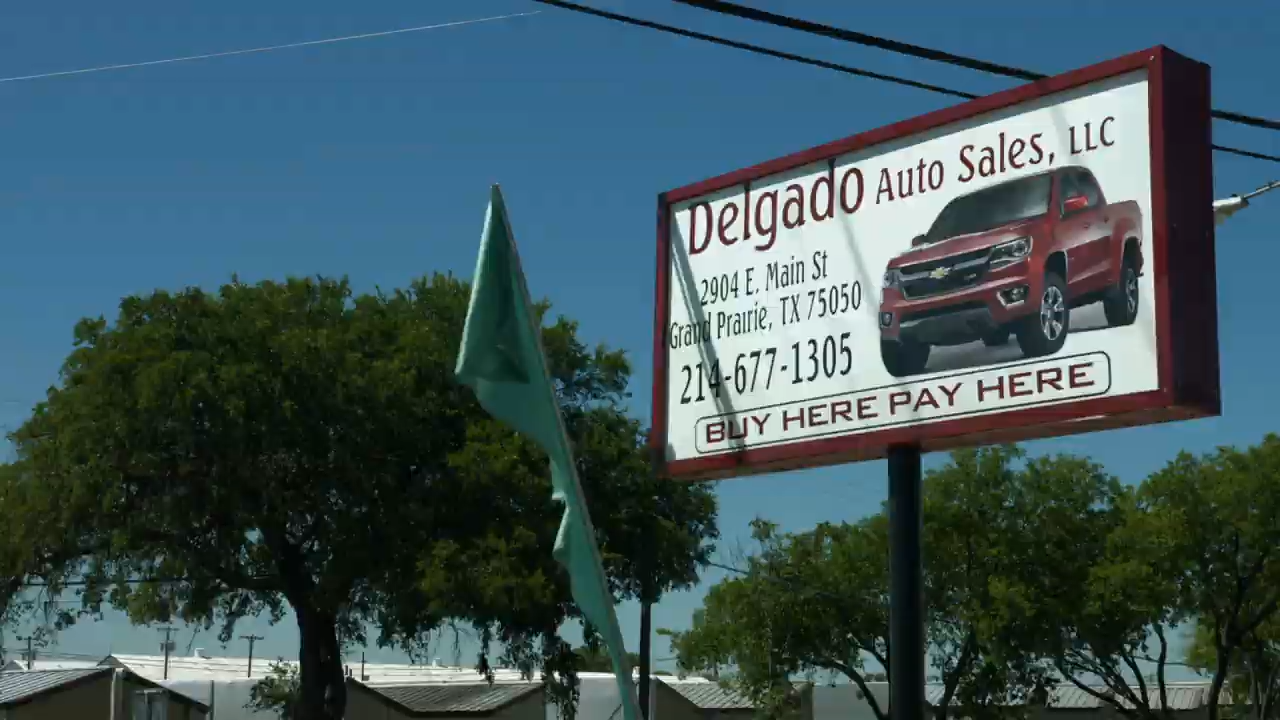 Delgado Auto Sales, LLC
2904 E. Main St
Grand Prairie, TX 75050
214-677-1305
BUY HERE PAY HERE